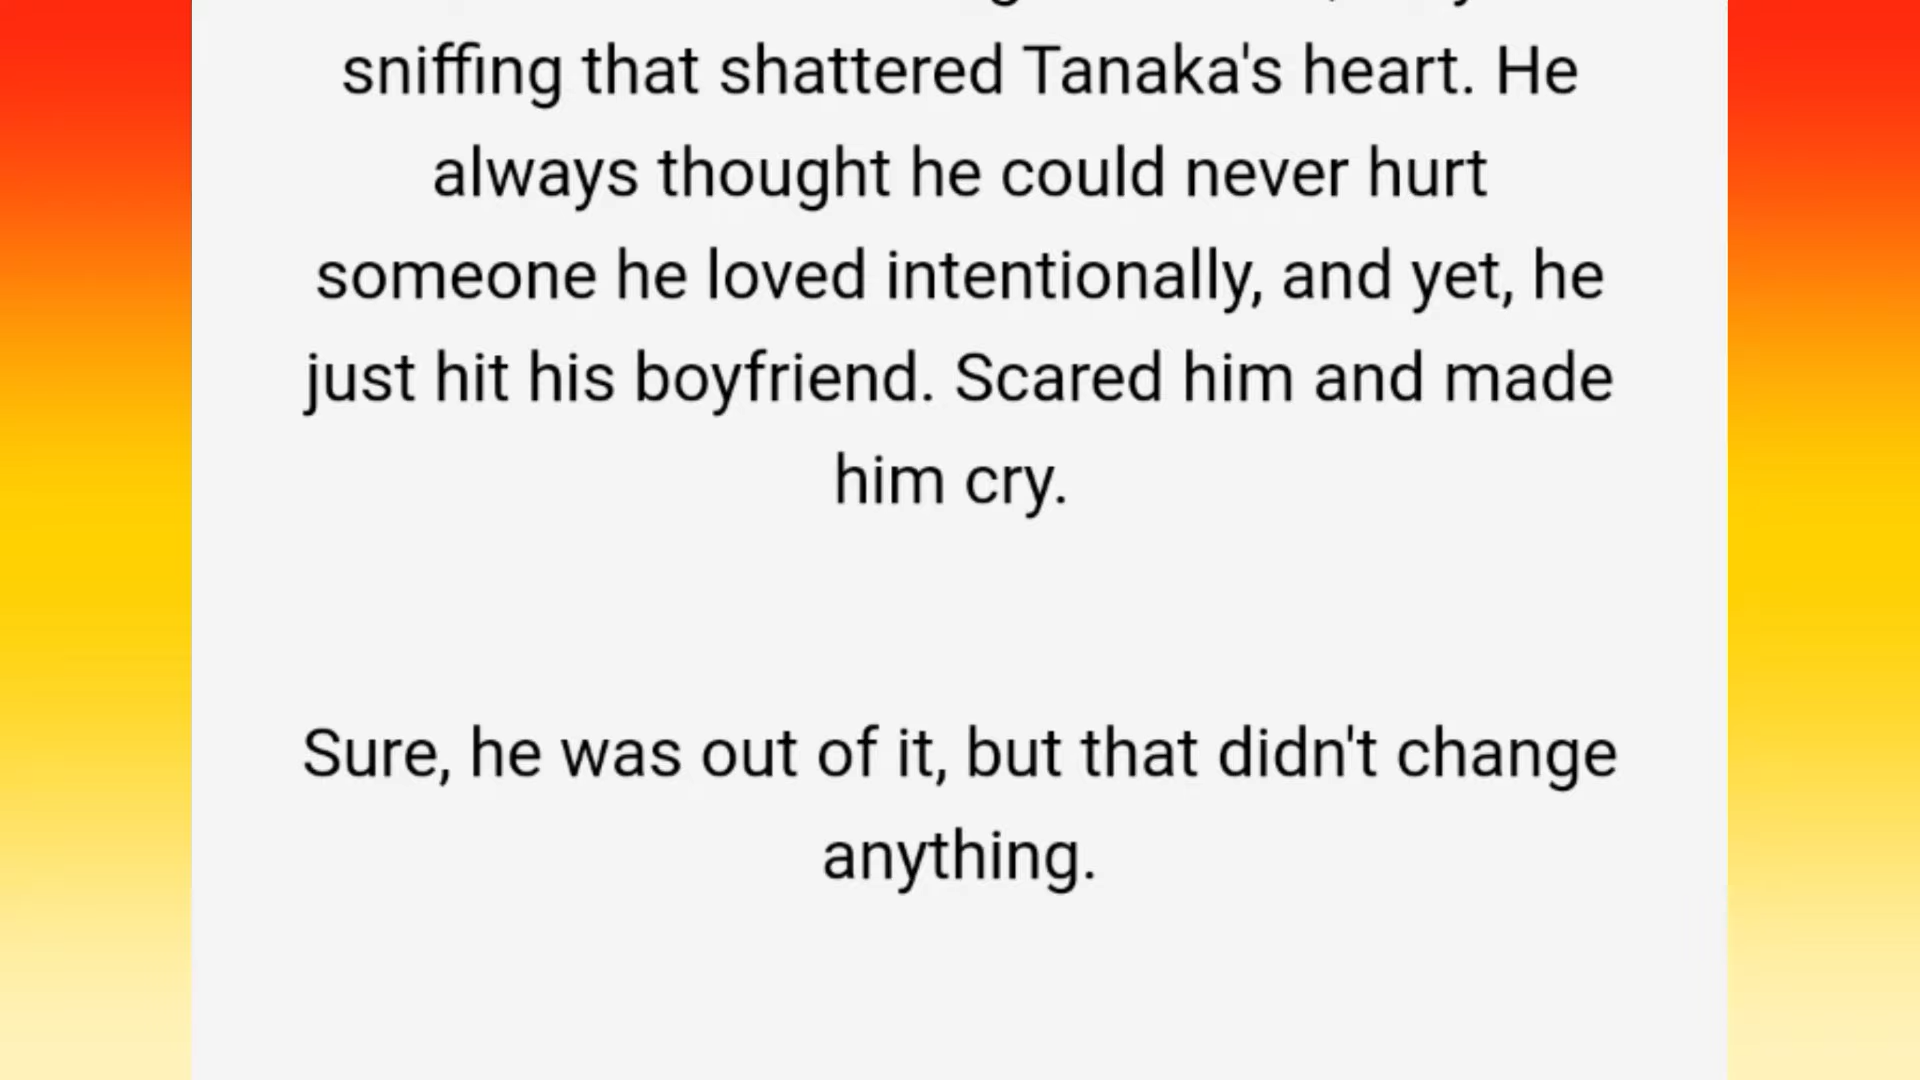 sniffing that shattered Tanaka's heart. He
always thought he could never hurt
someone he loved intentionally, and yet, he
just hit his boyfriend. Scared him and made
him cry.
Sure, he was out of it, but that didn't change
anything.